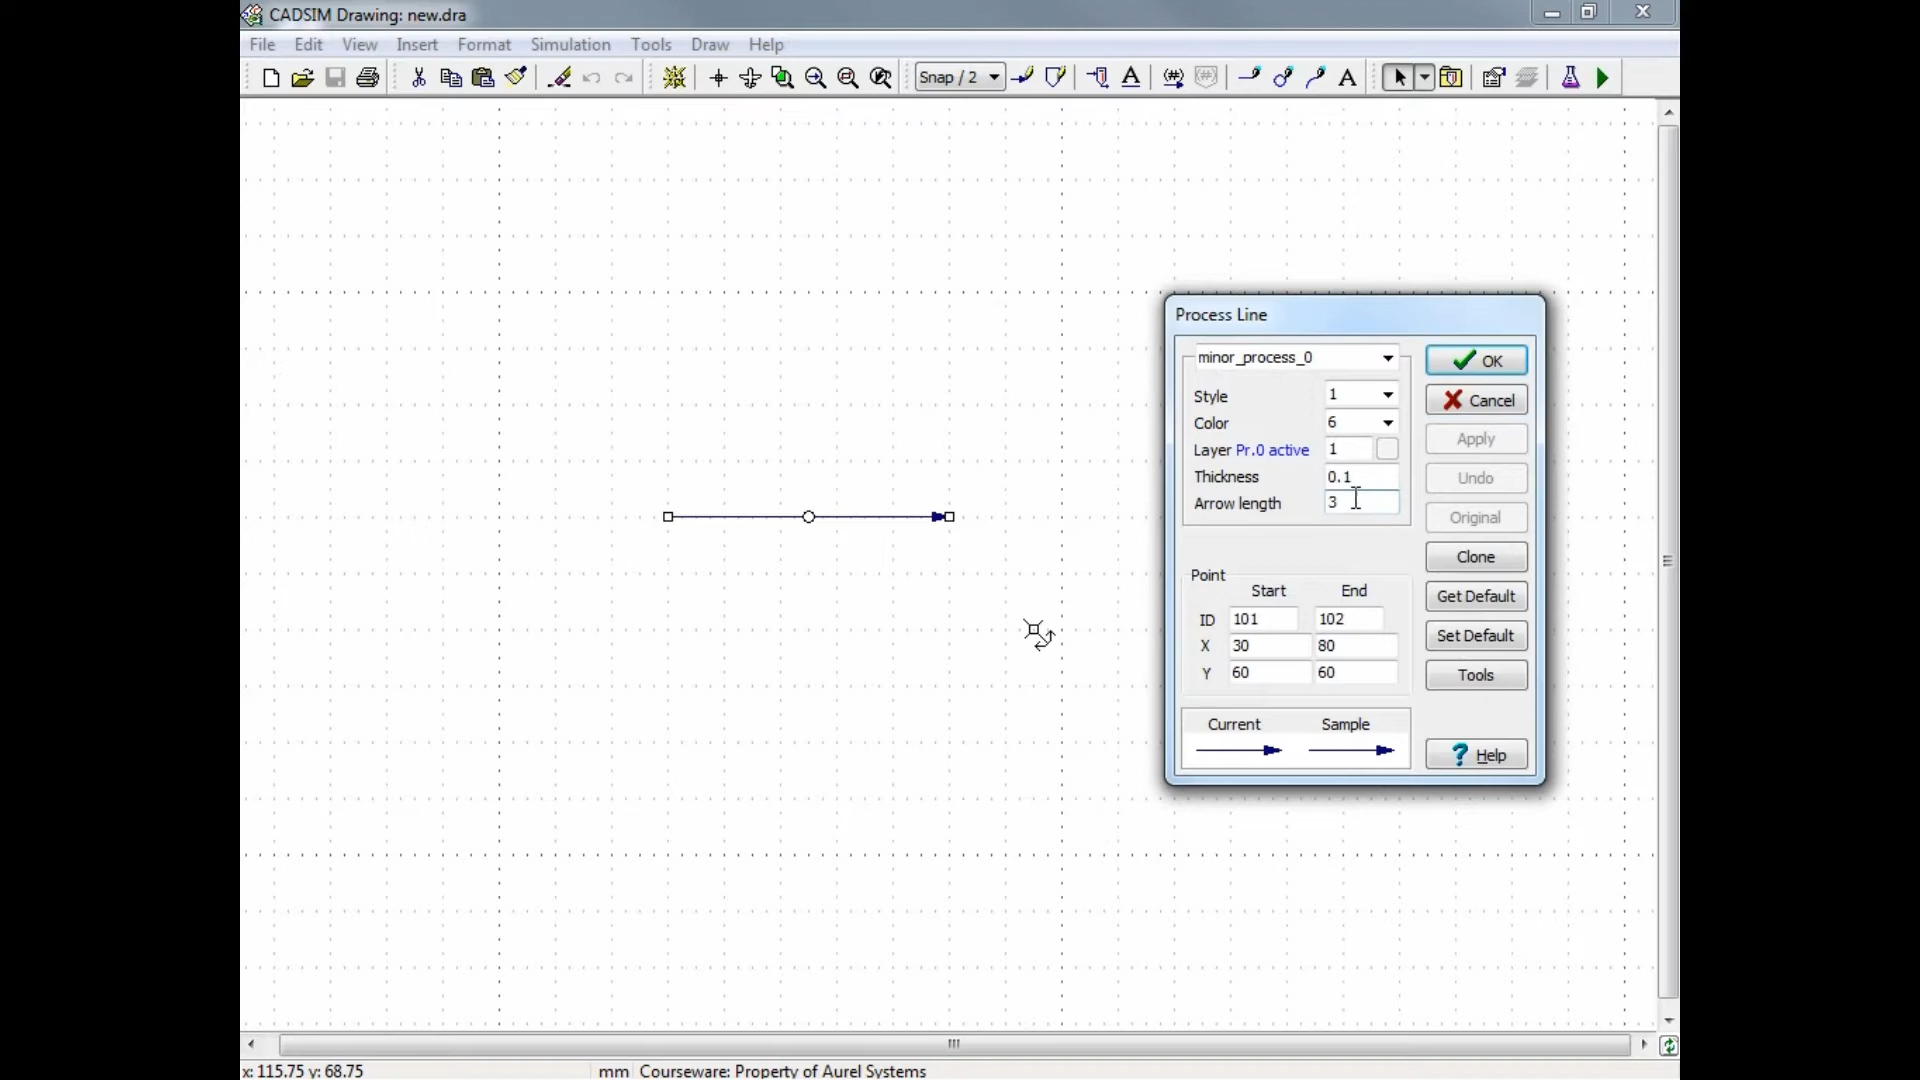 CADSIM Drawing: new.dra
File Edit View Insert Format Simulation Tools Draw Help
Snap / 2
Process Line
minor_process_0
OK
Style 1
Cancel
Color 6
Apply
Layer Pr.0 active 1
Thickness 0.1
Undo
Arrow length 3
Original
Clone
Point
Start End
Get Default
ID 101 102
Set Default
X 30 80
Y 60 60
Tools
Current Sample
Help
x: 115.75 y: 68.75 mm Courseware: Property of Aurel Systems